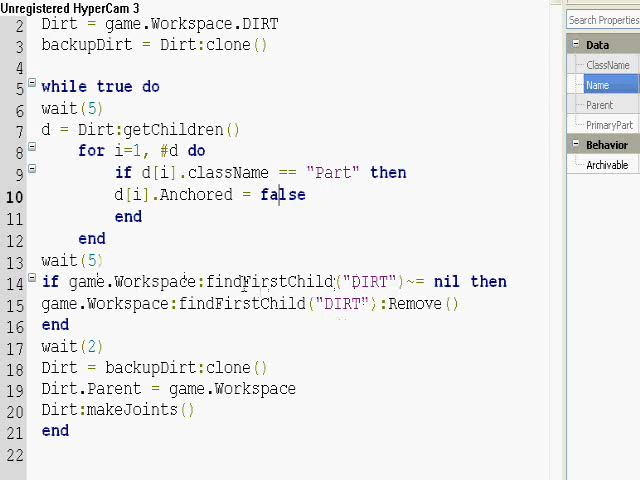 Unregistered HyperCam 3
2 Dirt = game.Workspace.DIRT
3 backupDirt = Dirt:clone()
4
5 while true do
6 wait(5)
7 d = Dirt:getChildren()
8 for i=1, #d do
9 if d[i].className == "Part" then
10 d[i].Anchored = false
11 end
12 end
13 wait(5)
14 if game.Workspace:findFirstChild("DIRT")~= nil then
15 game.Workspace:findFirstChild("DIRT"):Remove()
16 end
17 wait(2)
18 Dirt = backupDirt:clone()
19 Dirt.Parent = game.Workspace
20 Dirt:makeJoints()
21 end
22
Search Properties
Data
ClassName
Name
Parent
PrimaryPart
Behavior
Archivable